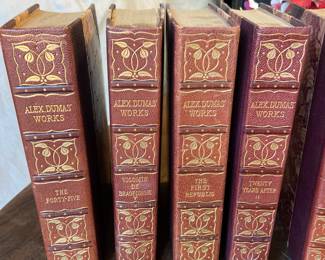 ALEX. DUMAS'
WORKS
THE
FORTY-FIVE
ALEX. DUMAS'
WORKS
VICOMTE
DE
BRAGELONNE
ALEX. DUMAS'
WORKS
THE
FIRST
REPUBLIC
ALEX. DUMAS'
WORKS
TWENTY
YEARS AFTER